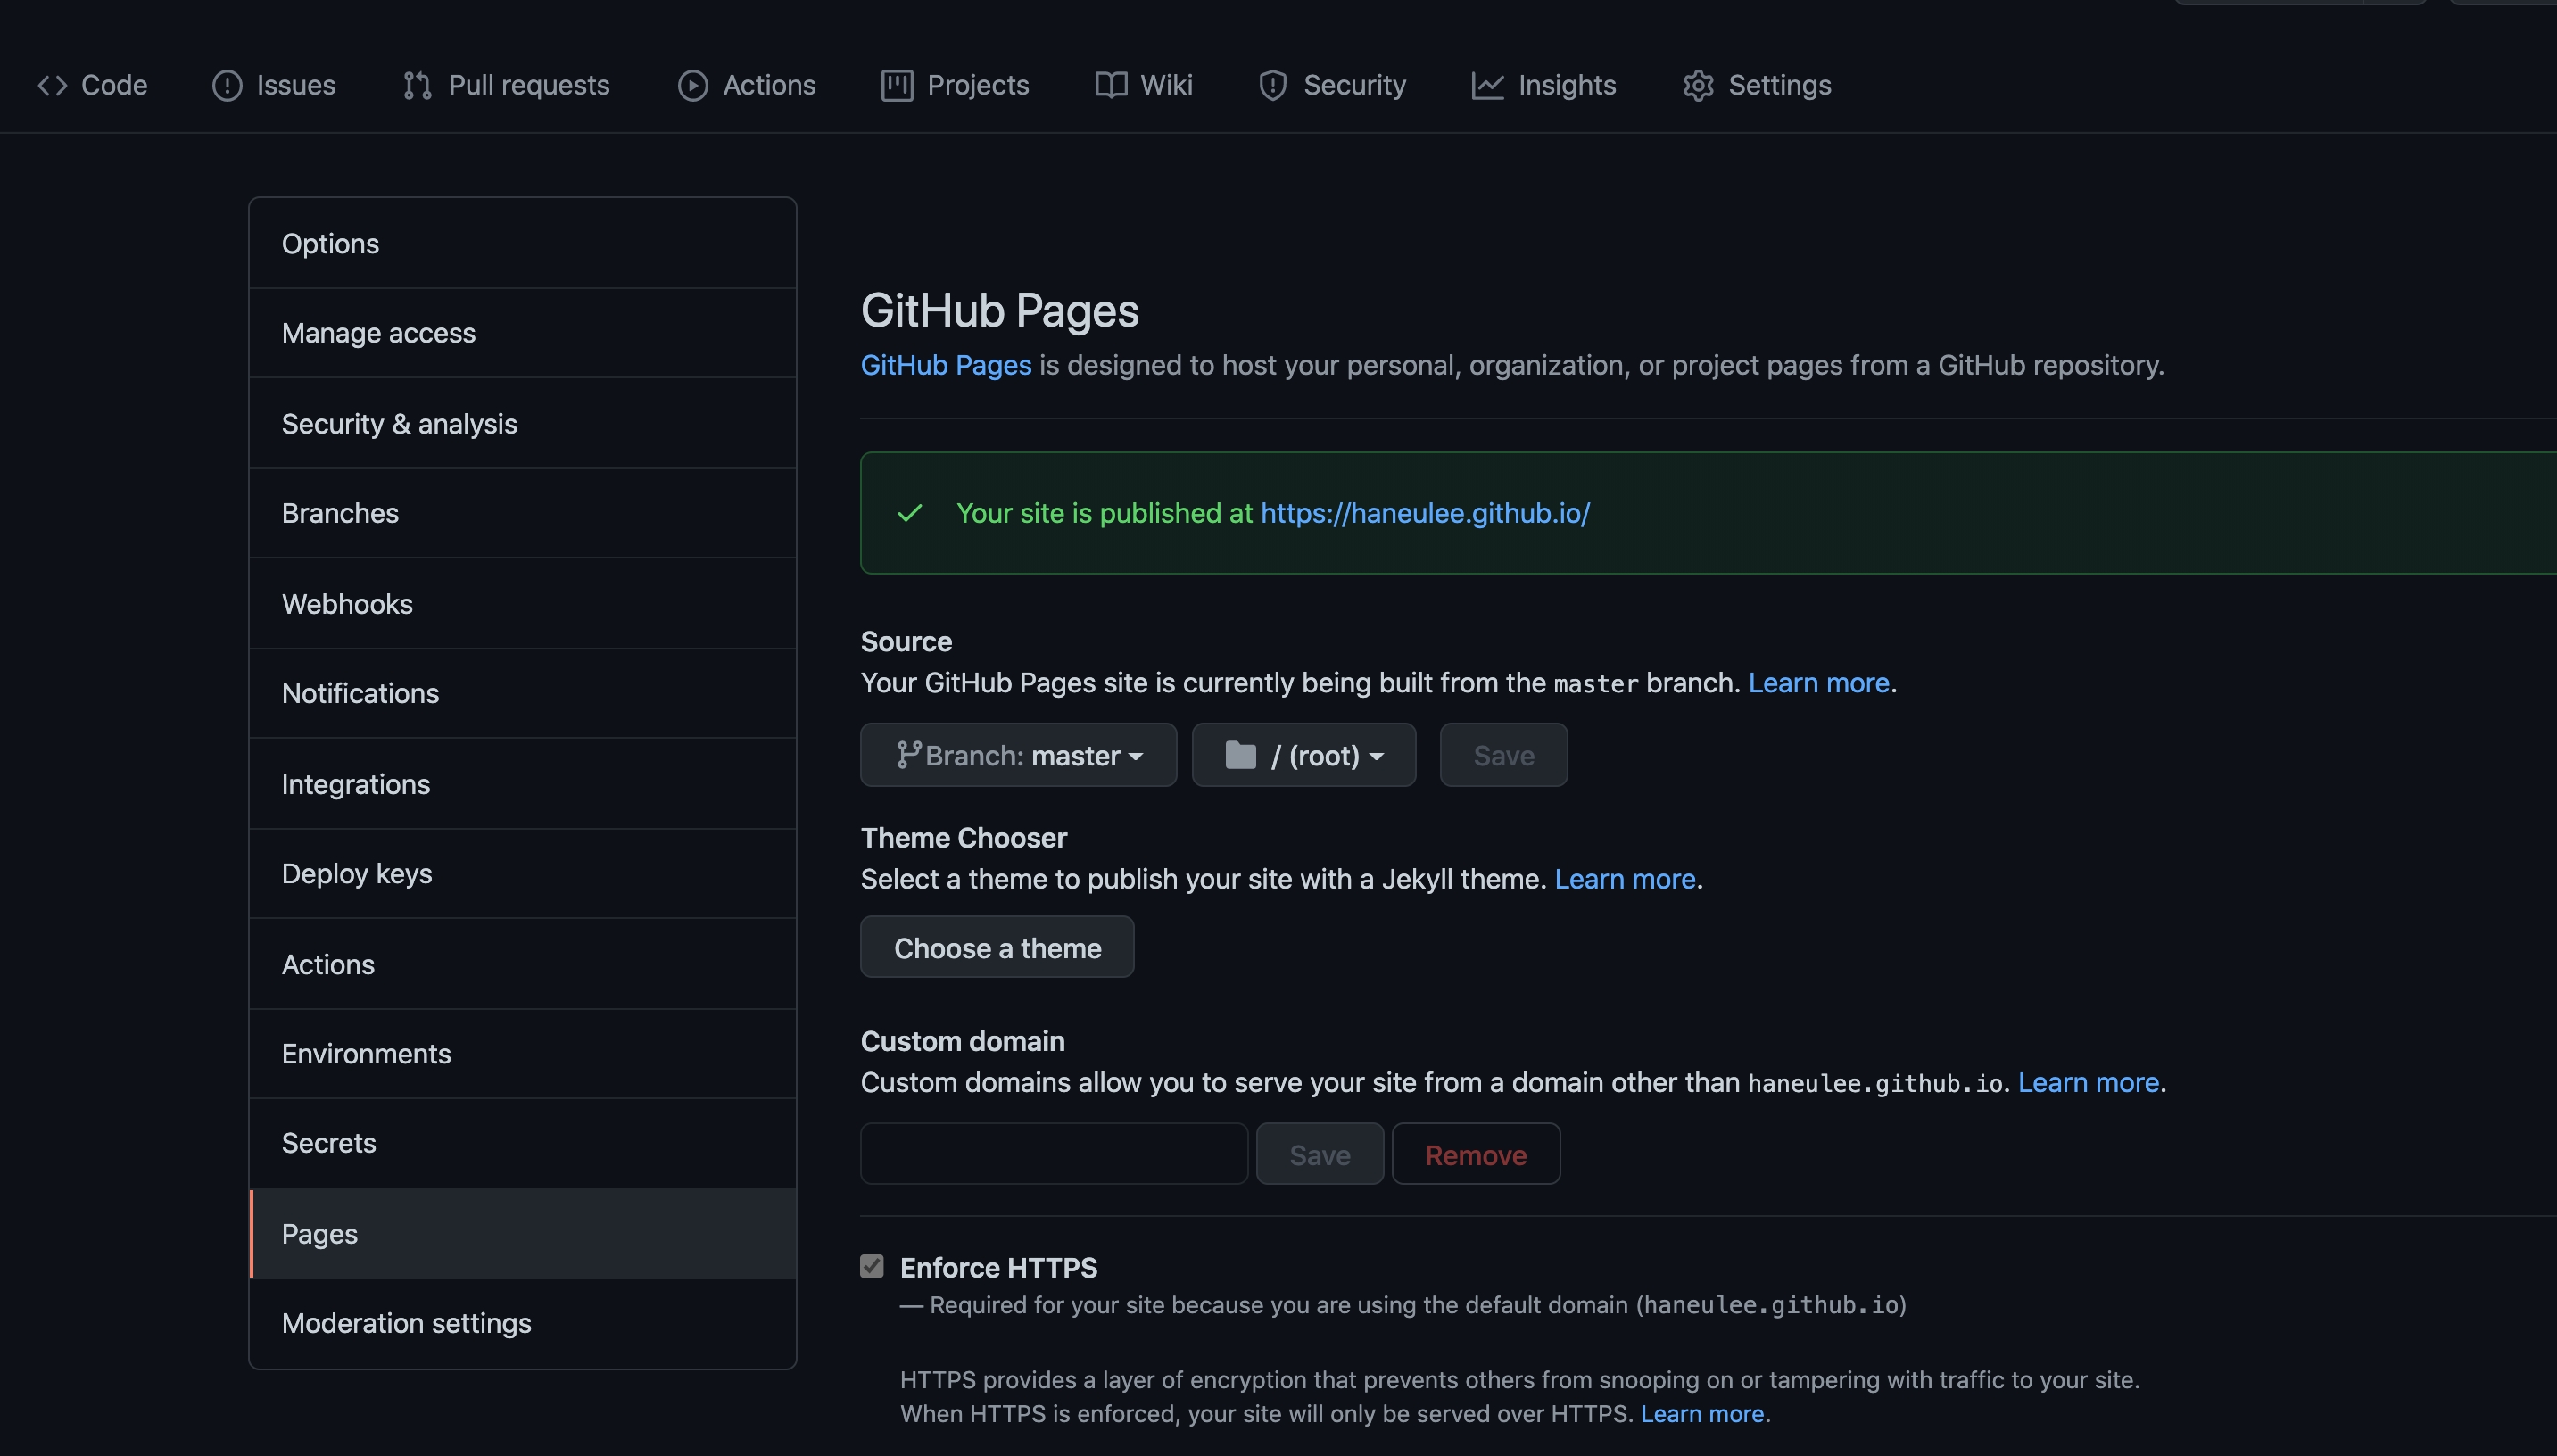 Code Issues Pull requests Actions Projects Wiki Security Insights Settings
Options
Manage access
Security & analysis
Branches
Webhooks
Notifications
Integrations
Deploy keys
Actions
Environments
Secrets
Pages
Moderation settings
GitHub Pages
GitHub Pages is designed to host your personal, organization, or project pages from a GitHub repository.
Your site is published at https://haneulee.github.io/
Source
Your GitHub Pages site is currently being built from the master branch. Learn more.
Branch: master / (root) Save
Theme Chooser
Select a theme to publish your site with a Jekyll theme. Learn more.
Choose a theme
Custom domain
Custom domains allow you to serve your site from a domain other than haneulee.github.io. Learn more.
Save Remove
Enforce HTTPS
— Required for your site because you are using the default domain (haneulee.github.io)
HTTPS provides a layer of encryption that prevents others from snooping on or tampering with traffic to your site.
When HTTPS is enforced, your site will only be served over HTTPS. Learn more.